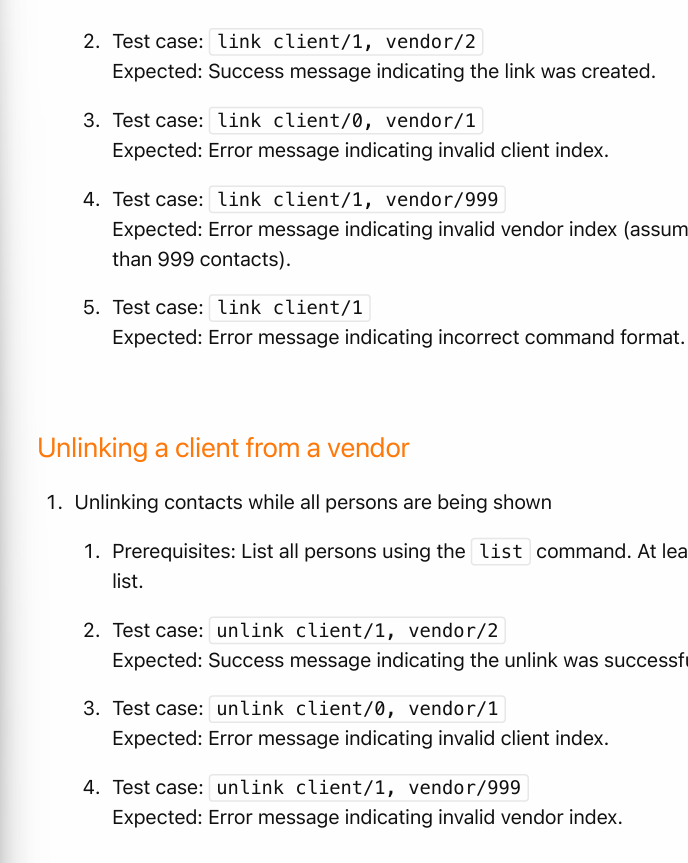 2. Test case: link client/1, vendor/2
Expected: Success message indicating the link was created.
3. Test case: link client/0, vendor/1
Expected: Error message indicating invalid client index.
4. Test case: link client/1, vendor/999
Expected: Error message indicating invalid vendor index (assum
than 999 contacts).
5. Test case: link client/1
Expected: Error message indicating incorrect command format.
Unlinking a client from a vendor
1. Unlinking contacts while all persons are being shown
1. Prerequisites: List all persons using the list command. At lea
list.
2. Test case: unlink client/1, vendor/2
Expected: Success message indicating the unlink was successfu
3. Test case: unlink client/0, vendor/1
Expected: Error message indicating invalid client index.
4. Test case: unlink client/1, vendor/999
Expected: Error message indicating invalid vendor index.